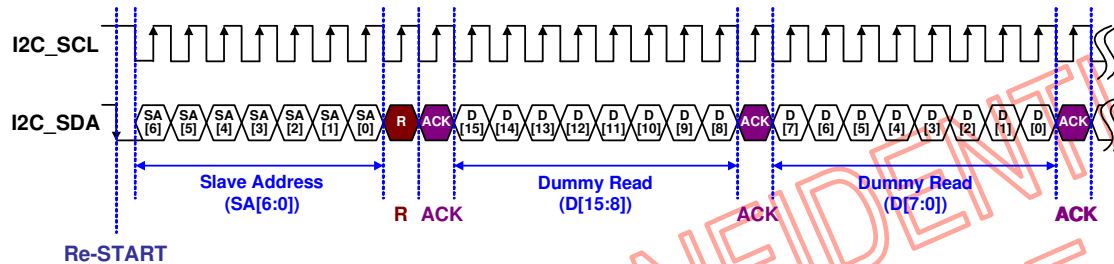 I2C_SCL
I2C_SDA
SA [6] SA [5] SA [4] SA [3] SA [2] SA [1] SA [0] R ACK D [15] D [14] D [13] D [12] D [11] D [10] D [9] D [8] ACK D [7] D [6] D [5] D [4] D [3] D [2] D [1] D [0] ACK
Slave Address
(SA[6:0])
R
ACK
Dummy Read
(D[15:8])
ACK
Dummy Read
(D[7:0])
ACK
Re-START